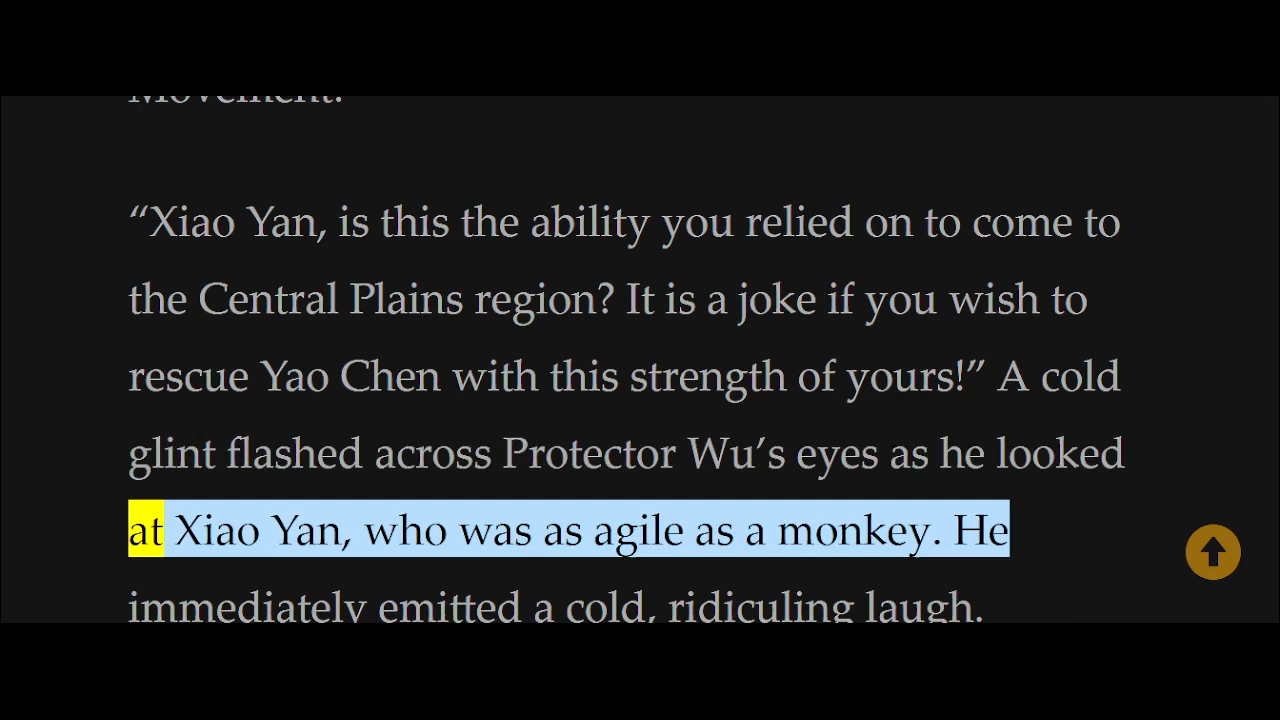 Movement.
“Xiao Yan, is this the ability you relied on to come to
the Central Plains region? It is a joke if you wish to
rescue Yao Chen with this strength of yours!” A cold
glint flashed across Protector Wu’s eyes as he looked
at Xiao Yan, who was as agile as a monkey. He
immediately emitted a cold, ridiculing laugh.